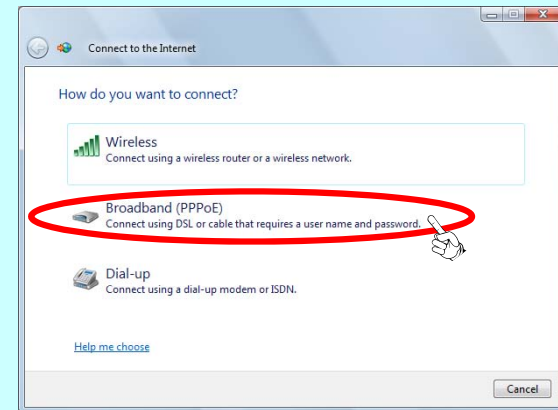 Connect to the Internet
How do you want to connect?
Wireless
Connect using a wireless router or a wireless network.
Broadband (PPPoE)
Connect using DSL or cable that requires a user name and password.
Dial-up
Connect using a dial-up modem or ISDN.
Help me choose
Cancel